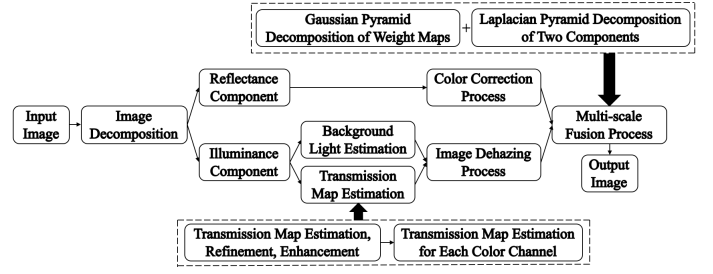 Gaussian Pyramid
Decomposition of Weight Maps
+
Laplacian Pyramid Decomposition
of Two Components
Input
Image
Image
Decomposition
Reflectance
Component
Color Correction
Process
Illuminance
Component
Background
Light Estimation
Transmission
Map Estimation
Image Dehazing
Process
Multi-scale
Fusion Process
Output
Image
Transmission Map Estimation,
Refinement, Enhancement
Transmission Map Estimation
for Each Color Channel